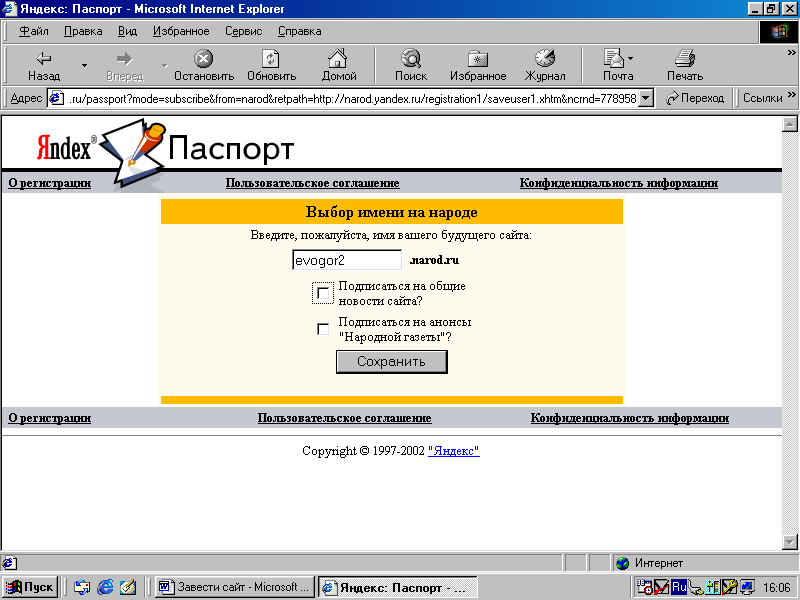 Яндекс: Паспорт - Microsoft Internet Explorer
Файл Правка Вид Избранное Сервис Справка
Назад Вперед Остановить Обновить Домой Поиск Избранное Журнал Почта Печать »
Адрес .ru/passport?mode=subscribe&from=narod&retpath=http://narod.yandex.ru/registration1/saveuser1.xhtm&ncrnd=778958 Переход Ссылки »
Яndex® Паспорт
О регистрации Пользовательское соглашение Конфиденциальность информации
Выбор имени на народе
Введите, пожалуйста, имя вашего будущего сайта:
evogor2 .narod.ru
Подписаться на общие
новости сайта?
Подписаться на анонсы
"Народной газеты"?
Сохранить
О регистрации Пользовательское соглашение Конфиденциальность информации
Copyright © 1997-2002 "Яндекс"
Интернет
Пуск Завести сайт - Microsoft ... Яндекс: Паспорт - ... Ru 16:06